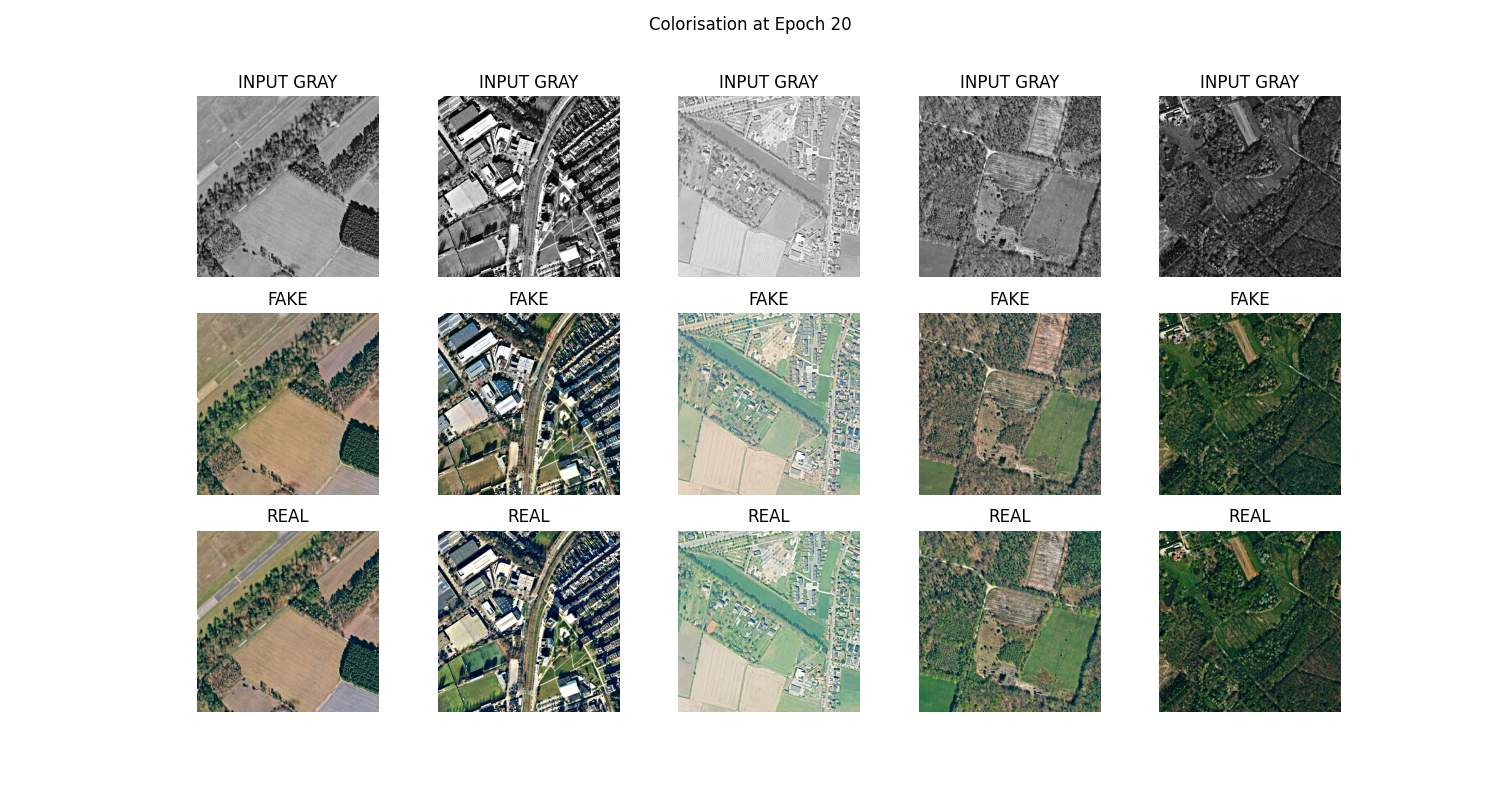 Colorisation at Epoch 20
INPUT GRAY INPUT GRAY INPUT GRAY INPUT GRAY INPUT GRAY
FAKE FAKE FAKE FAKE FAKE
REAL REAL REAL REAL REAL